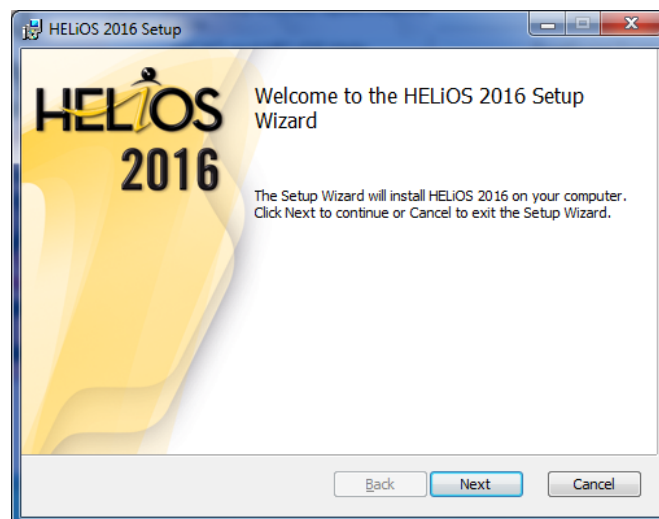 HELiOS 2016 Setup
HELiOS
2016
Welcome to the HELiOS 2016 Setup
Wizard
The Setup Wizard will install HELiOS 2016 on your computer.
Click Next to continue or Cancel to exit the Setup Wizard.
Back
Next
Cancel